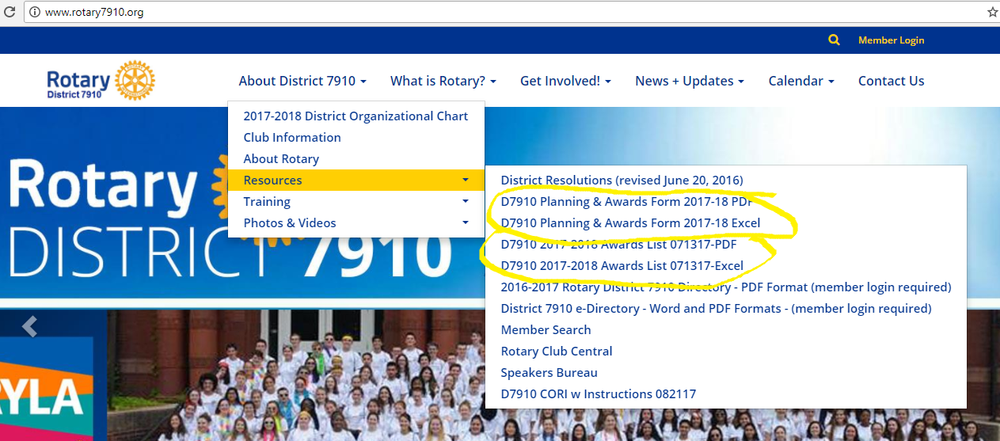 www.rotary7910.org
Member Login
Rotary
District 7910
About District 7910 What is Rotary? Get Involved! News + Updates Calendar Contact Us
2017-2018 District Organizational Chart
Club Information
About Rotary
Resources
Training
Photos & Videos
District Resolutions (revised June 20, 2016)
D7910 Planning & Awards Form 2017-18 PDF
D7910 Planning & Awards Form 2017-18 Excel
D7910 2017-2018 Awards List 071317-PDF
D7910 2017-2018 Awards List 071317-Excel
2016-2017 Rotary District 7910 Directory - PDF Format (member login required)
District 7910 e-Directory - Word and PDF Formats - (member login required)
Member Search
Rotary Club Central
Speakers Bureau
D7910 CORI w Instructions 082117
Rotary
DISTRICT 7910
RYLA